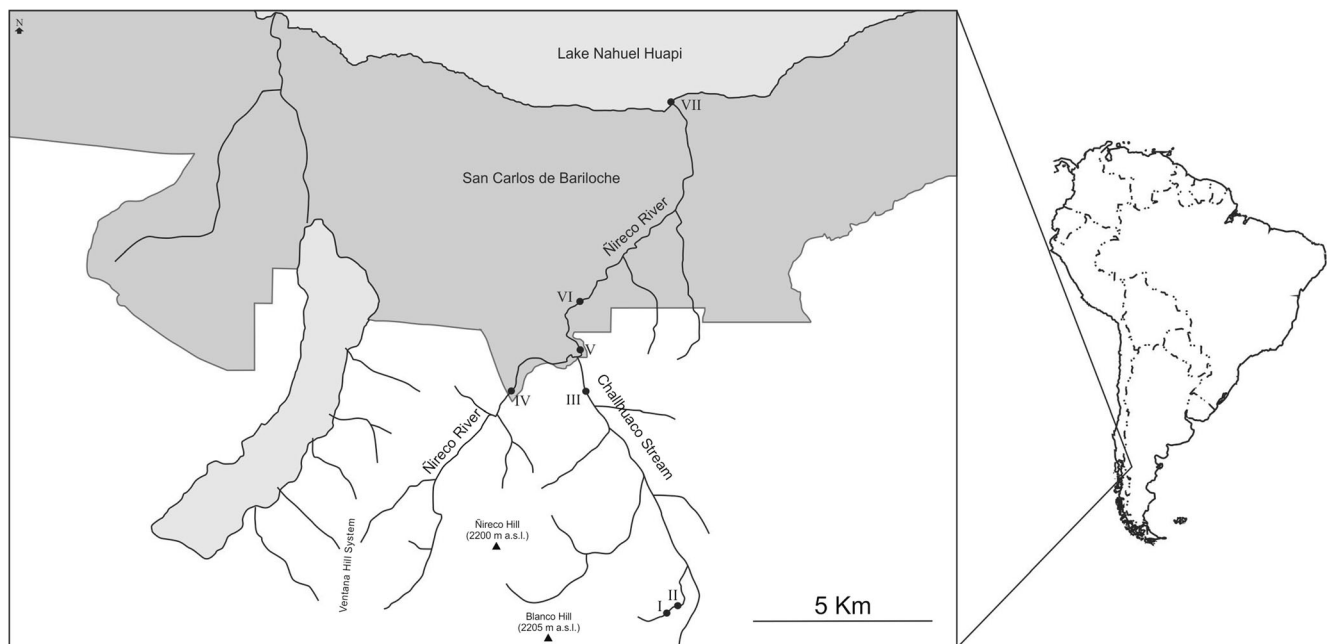 N
Lake Nahuel Huapi
VII
San Carlos de Bariloche
Ñireco River
VI
V
IV
III
Challhuaco Stream
Ñireco River
Ñireco Hill
(2200 m a.s.l.)
Ventana Hill System
II
I
5 Km
Blanco Hill
(2205 m a.s.l.)